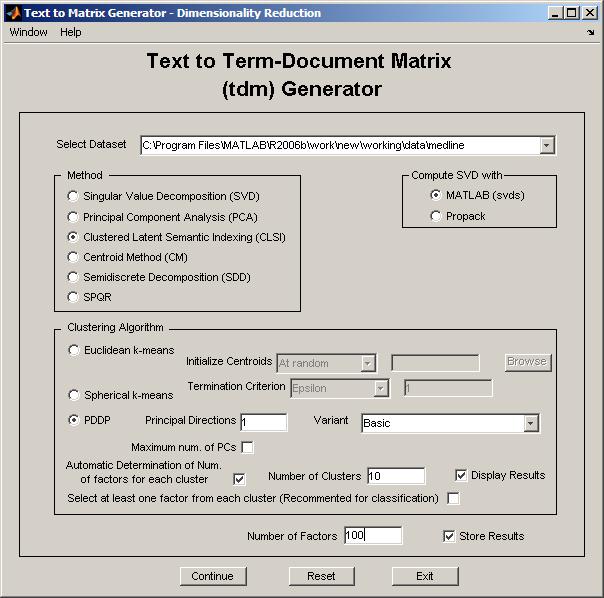 Text to Matrix Generator - Dimensionality Reduction
Window Help
Text to Term-Document Matrix
(tdm) Generator
Select Dataset C:\Program Files\MATLAB\R2006b\work\new\working\data\medline
Method
Singular Value Decomposition (SVD)
Principal Component Analysis (PCA)
Clustered Latent Semantic Indexing (CLSI)
Centroid Method (CM)
Semidiscrete Decomposition (SDD)
SPQR
Compute SVD with
MATLAB (svds)
Propack
Clustering Algorithm
Euclidean k-means
Initialize Centroids At random Browse
Termination Criterion Epsilon 1
Spherical k-means
PDDP Principal Directions 1 Variant Basic
Maximum num. of PCs
Automatic Determination of Num.
of factors for each cluster
Number of Clusters 10 Display Results
Select at least one factor from each cluster (Recommented for classification)
Number of Factors 100 Store Results
Continue Reset Exit